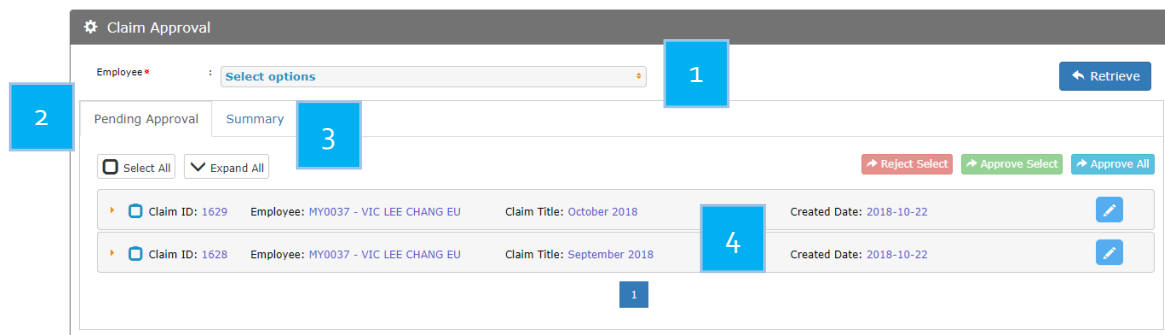 Claim Approval
Employee* : Select options 1 Retrieve
2 Pending Approval Summary 3
Select All Expand All Reject Select Approve Select Approve All
Claim ID: 1629 Employee: MY0037 - VIC LEE CHANG EU Claim Title: October 2018 Created Date: 2018-10-22
Claim ID: 1628 Employee: MY0037 - VIC LEE CHANG EU Claim Title: September 2018 4 Created Date: 2018-10-22
1